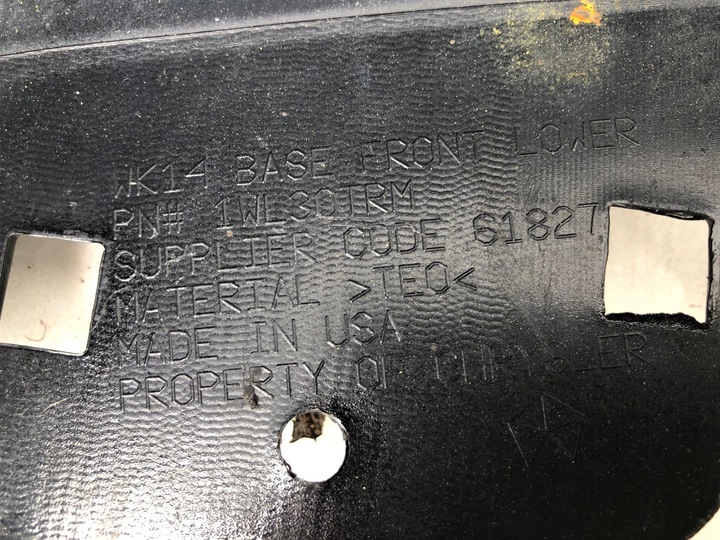 WK14 BASE FRONT LOWER
PN# 1WL30TRM
SUPPLIER CODE 61827
MATERIAL >TEO<
MADE IN USA
PROPERTY OF CHRYSLER